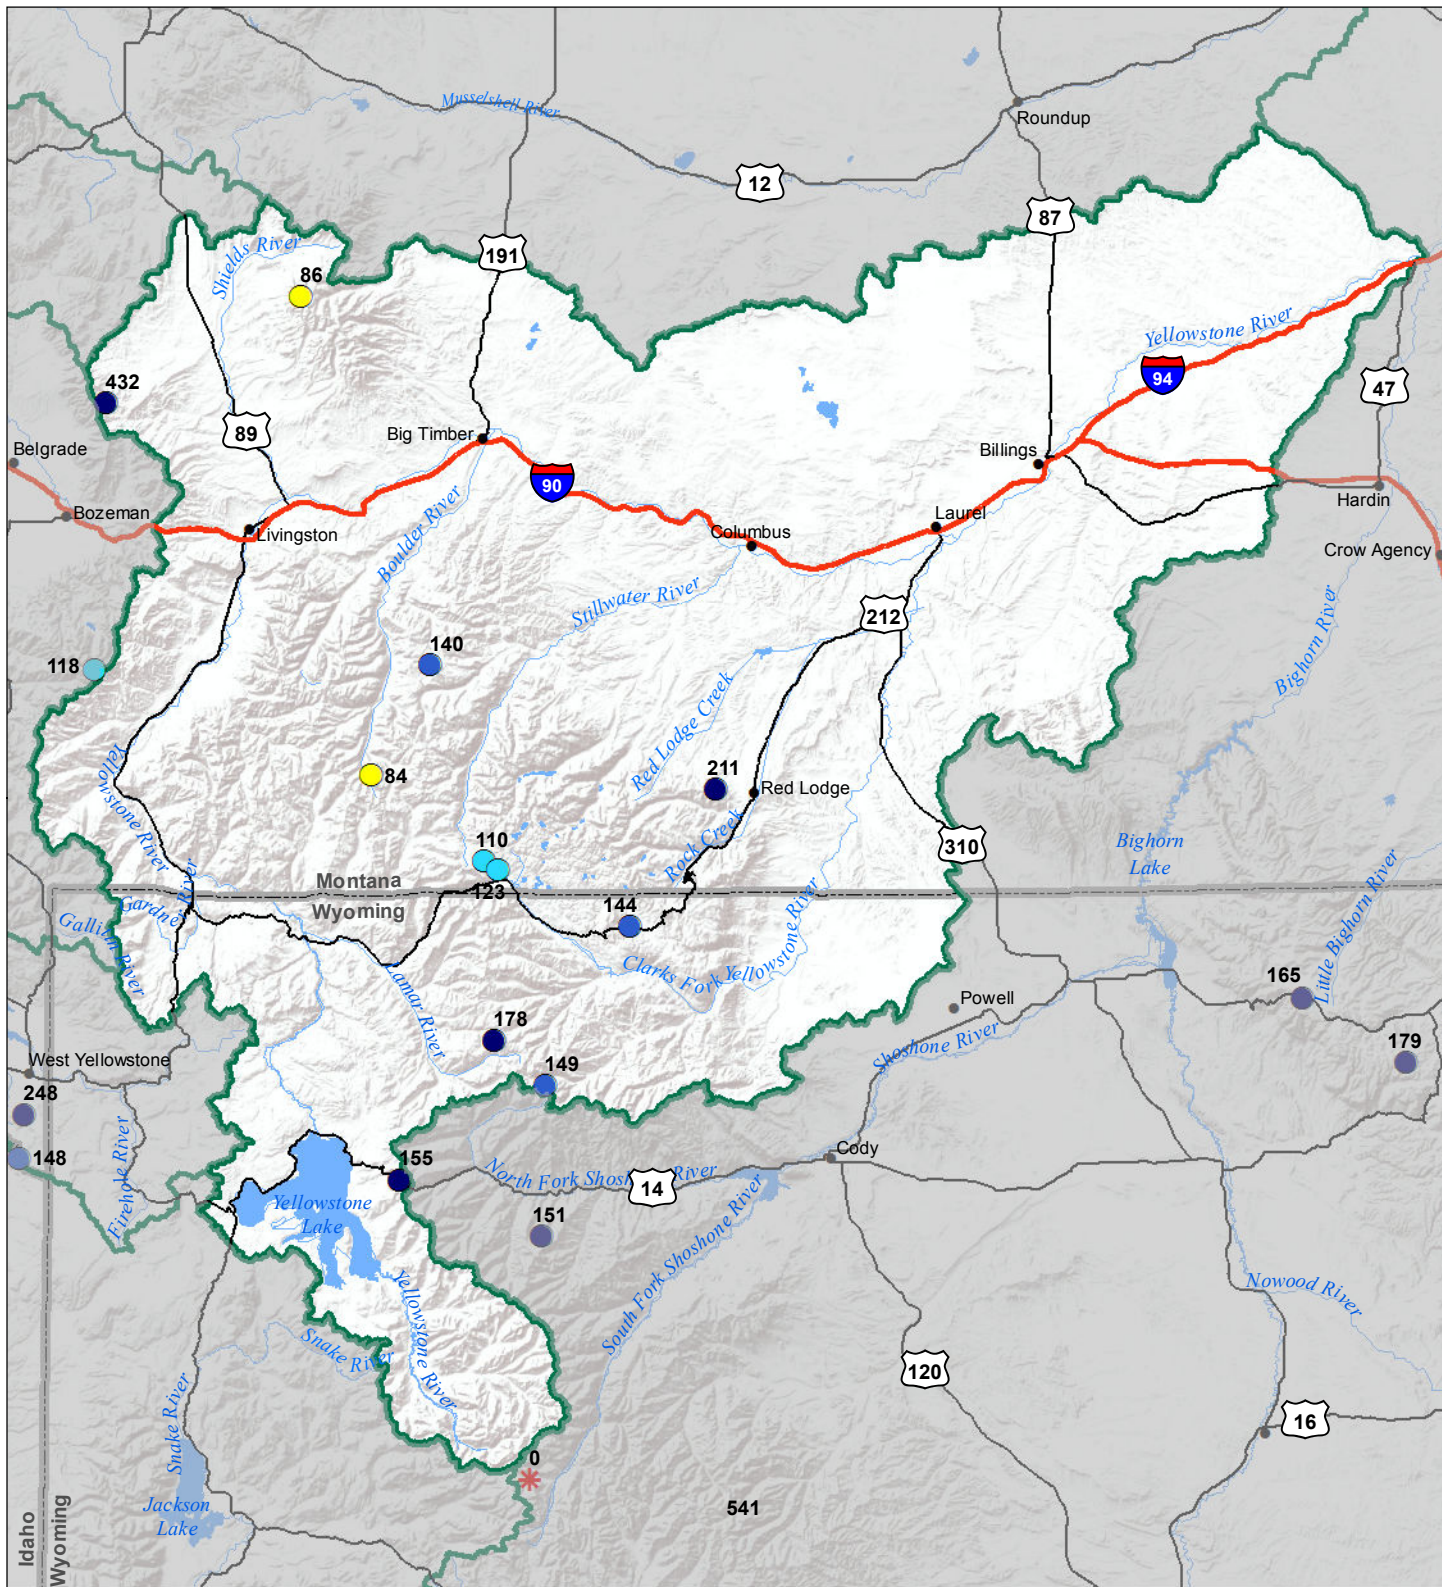 Musselshell River
Roundup
12
87
191
Shields River
86
Yellowstone River
94
47
432
89
Big Timber
Belgrade
Billings
90
Hardin
Bozeman
Livingston
Columbus
Laurel
Crow Agency
Boulder River
Stillwater River
212
118
140
Bighorn River
Red Lodge Creek
Yellowstone River
84
211
Red Lodge
110
Rock Creek
310
Bighorn
Lake
123
Montana
Wyoming
Gardner River
Gallitin River
144
Little Bighorn River
Clarks Fork Yellowstone River
Lamar River
165
Powell
178
Shoshone River
179
West Yellowstone
149
248
148
Firehole River
155
Cody
North Fork Shoshone River
14
Yellowstone
Lake
151
South Fork Shoshone River
Nowood River
Yellowstone River
Snake River
120
Snake River
16
0
541
Jackson
Lake
Idaho
Wyoming